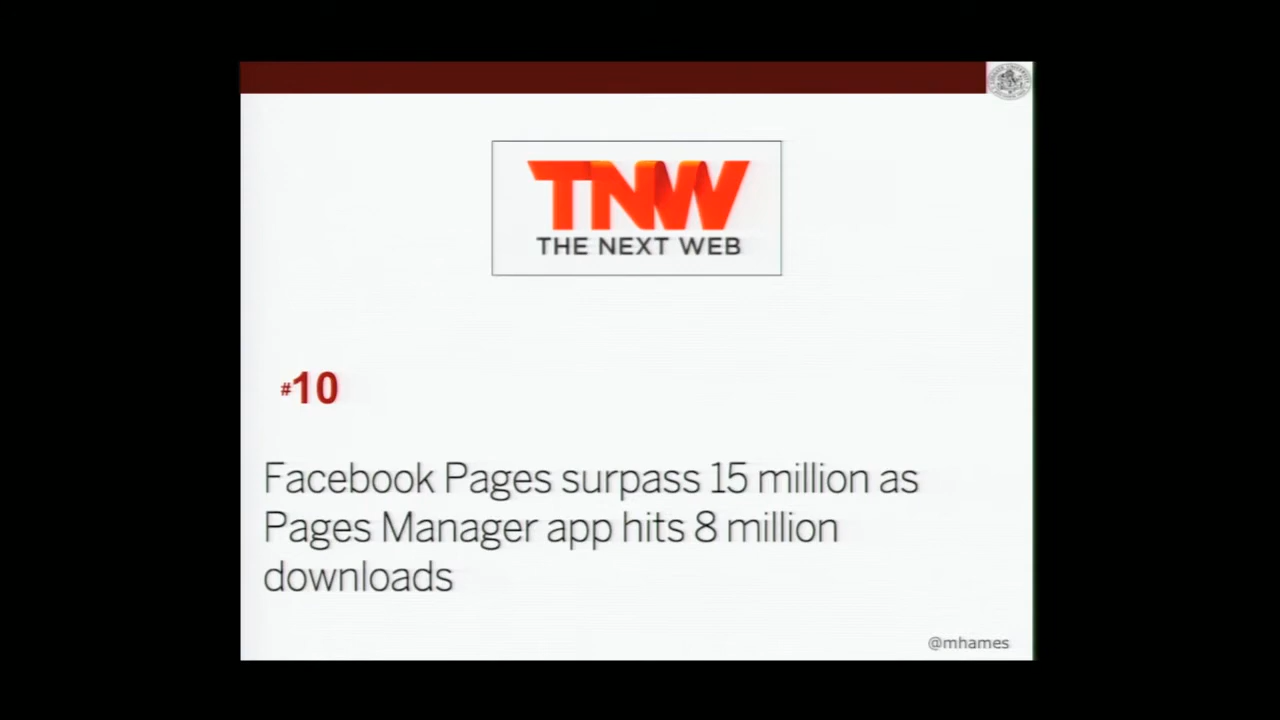 TNW
THE NEXT WEB
#10
Facebook Pages surpass 15 million as
Pages Manager app hits 8 million
downloads
@mhames